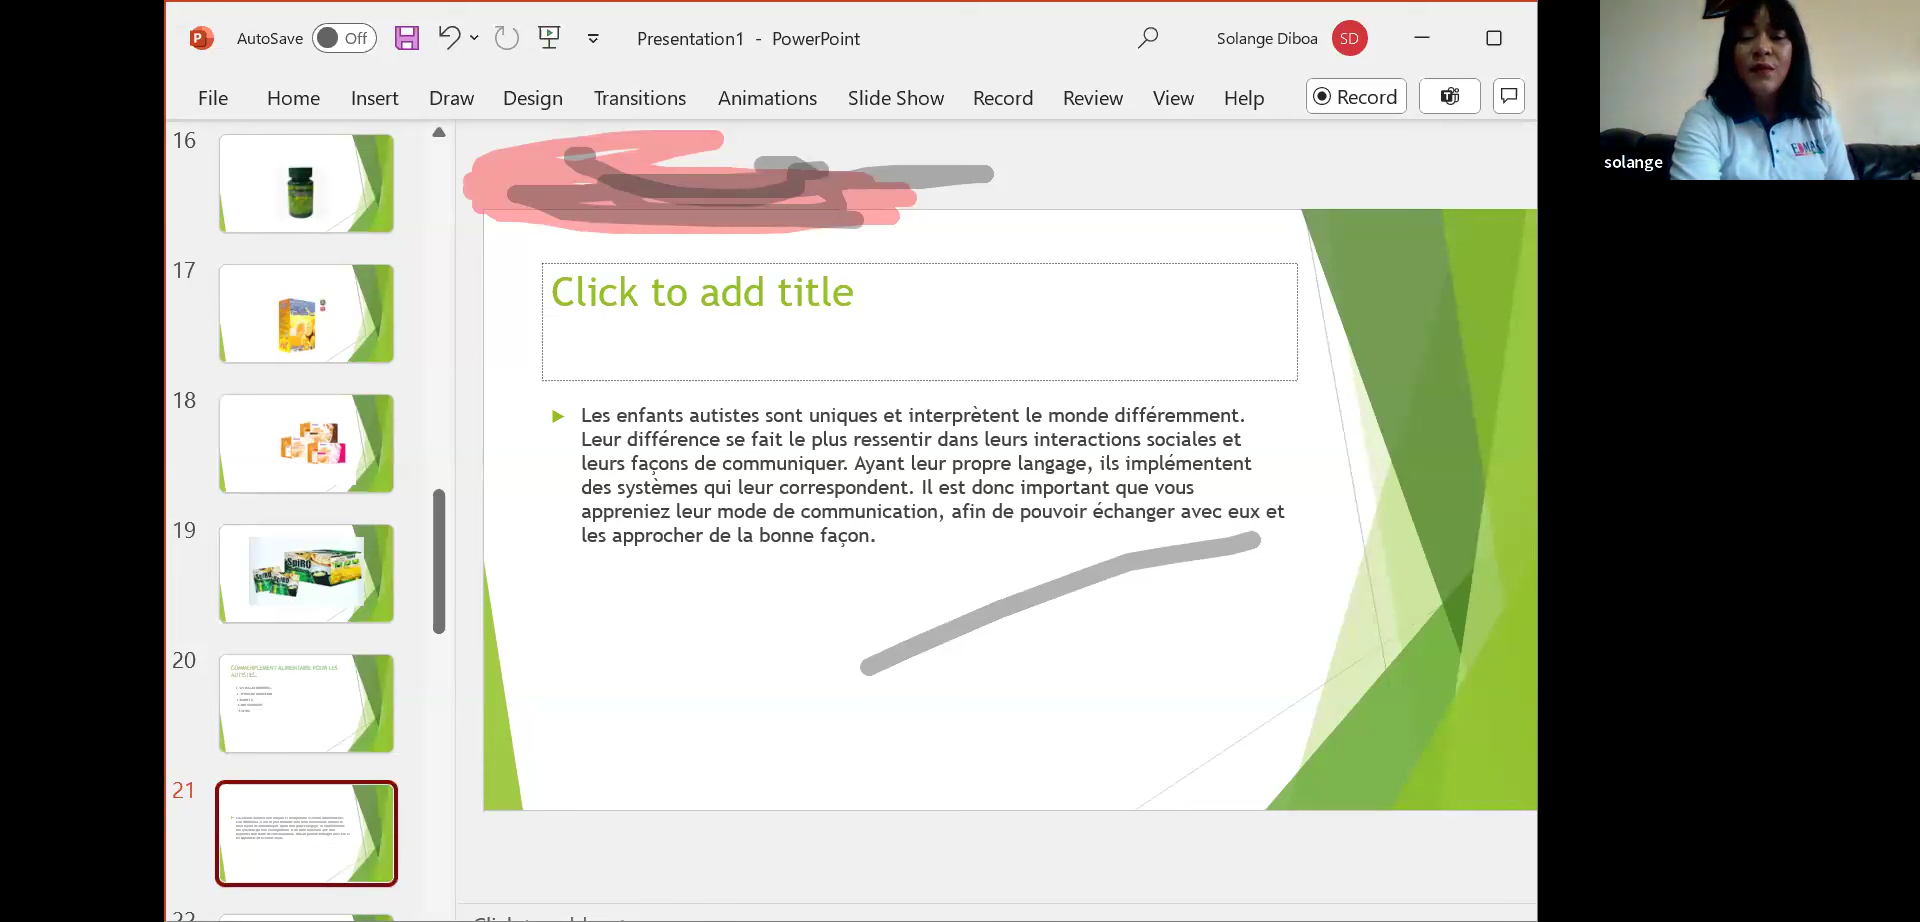 AutoSave Off Presentation1 - PowerPoint Solange Diboa SD
File Home Insert Draw Design Transitions Animations Slide Show Record Review View Help Record
solange
16
17
18
19
SPIRO
SPIRO
20
21
22
Click to add title
Les enfants autistes sont uniques et interprètent le monde différemment.
Leur différence se fait le plus ressentir dans leurs interactions sociales et
leurs façons de communiquer. Ayant leur propre langage, ils implémentent
des systèmes qui leur correspondent. Il est donc important que vous
appreniez leur mode de communication, afin de pouvoir échanger avec eux et
les approcher de la bonne façon.